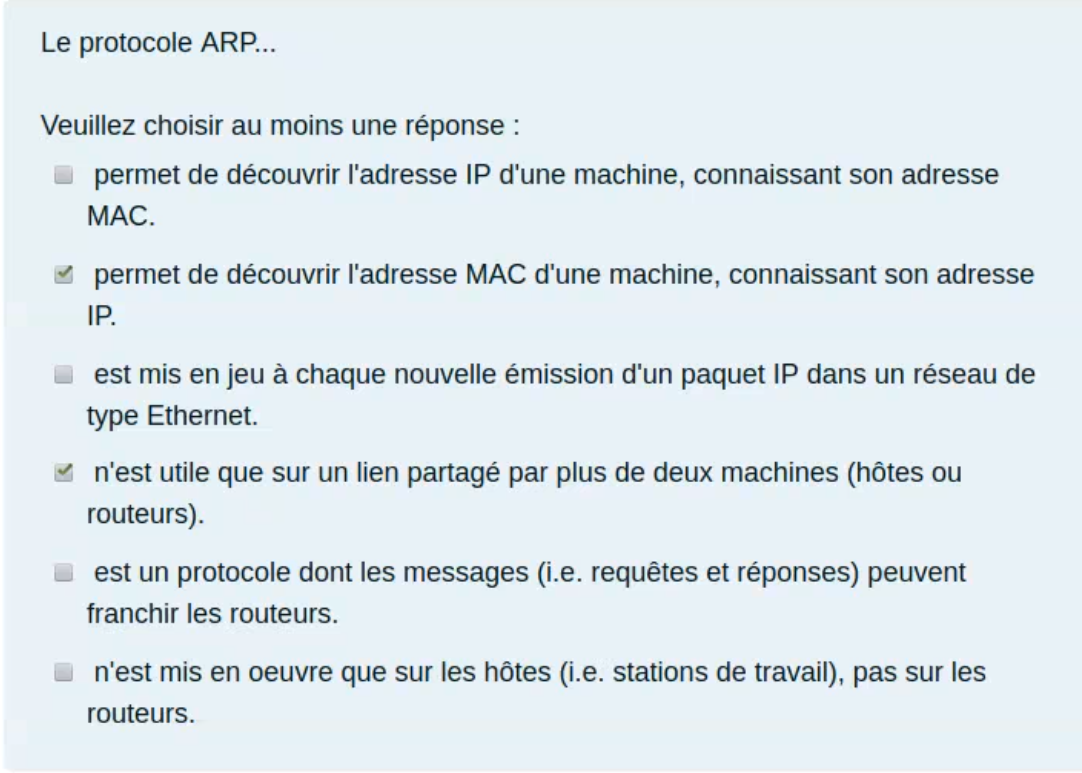 Le protocole ARP...
Veuillez choisir au moins une réponse :
permet de découvrir l'adresse IP d'une machine, connaissant son adresse
MAC.
permet de découvrir l'adresse MAC d'une machine, connaissant son adresse
IP.
est mis en jeu à chaque nouvelle émission d'un paquet IP dans un réseau de
type Ethernet.
n'est utile que sur un lien partagé par plus de deux machines (hôtes ou
routeurs).
est un protocole dont les messages (i.e. requêtes et réponses) peuvent
franchir les routeurs.
n'est mis en oeuvre que sur les hôtes (i.e. stations de travail), pas sur les
routeurs.